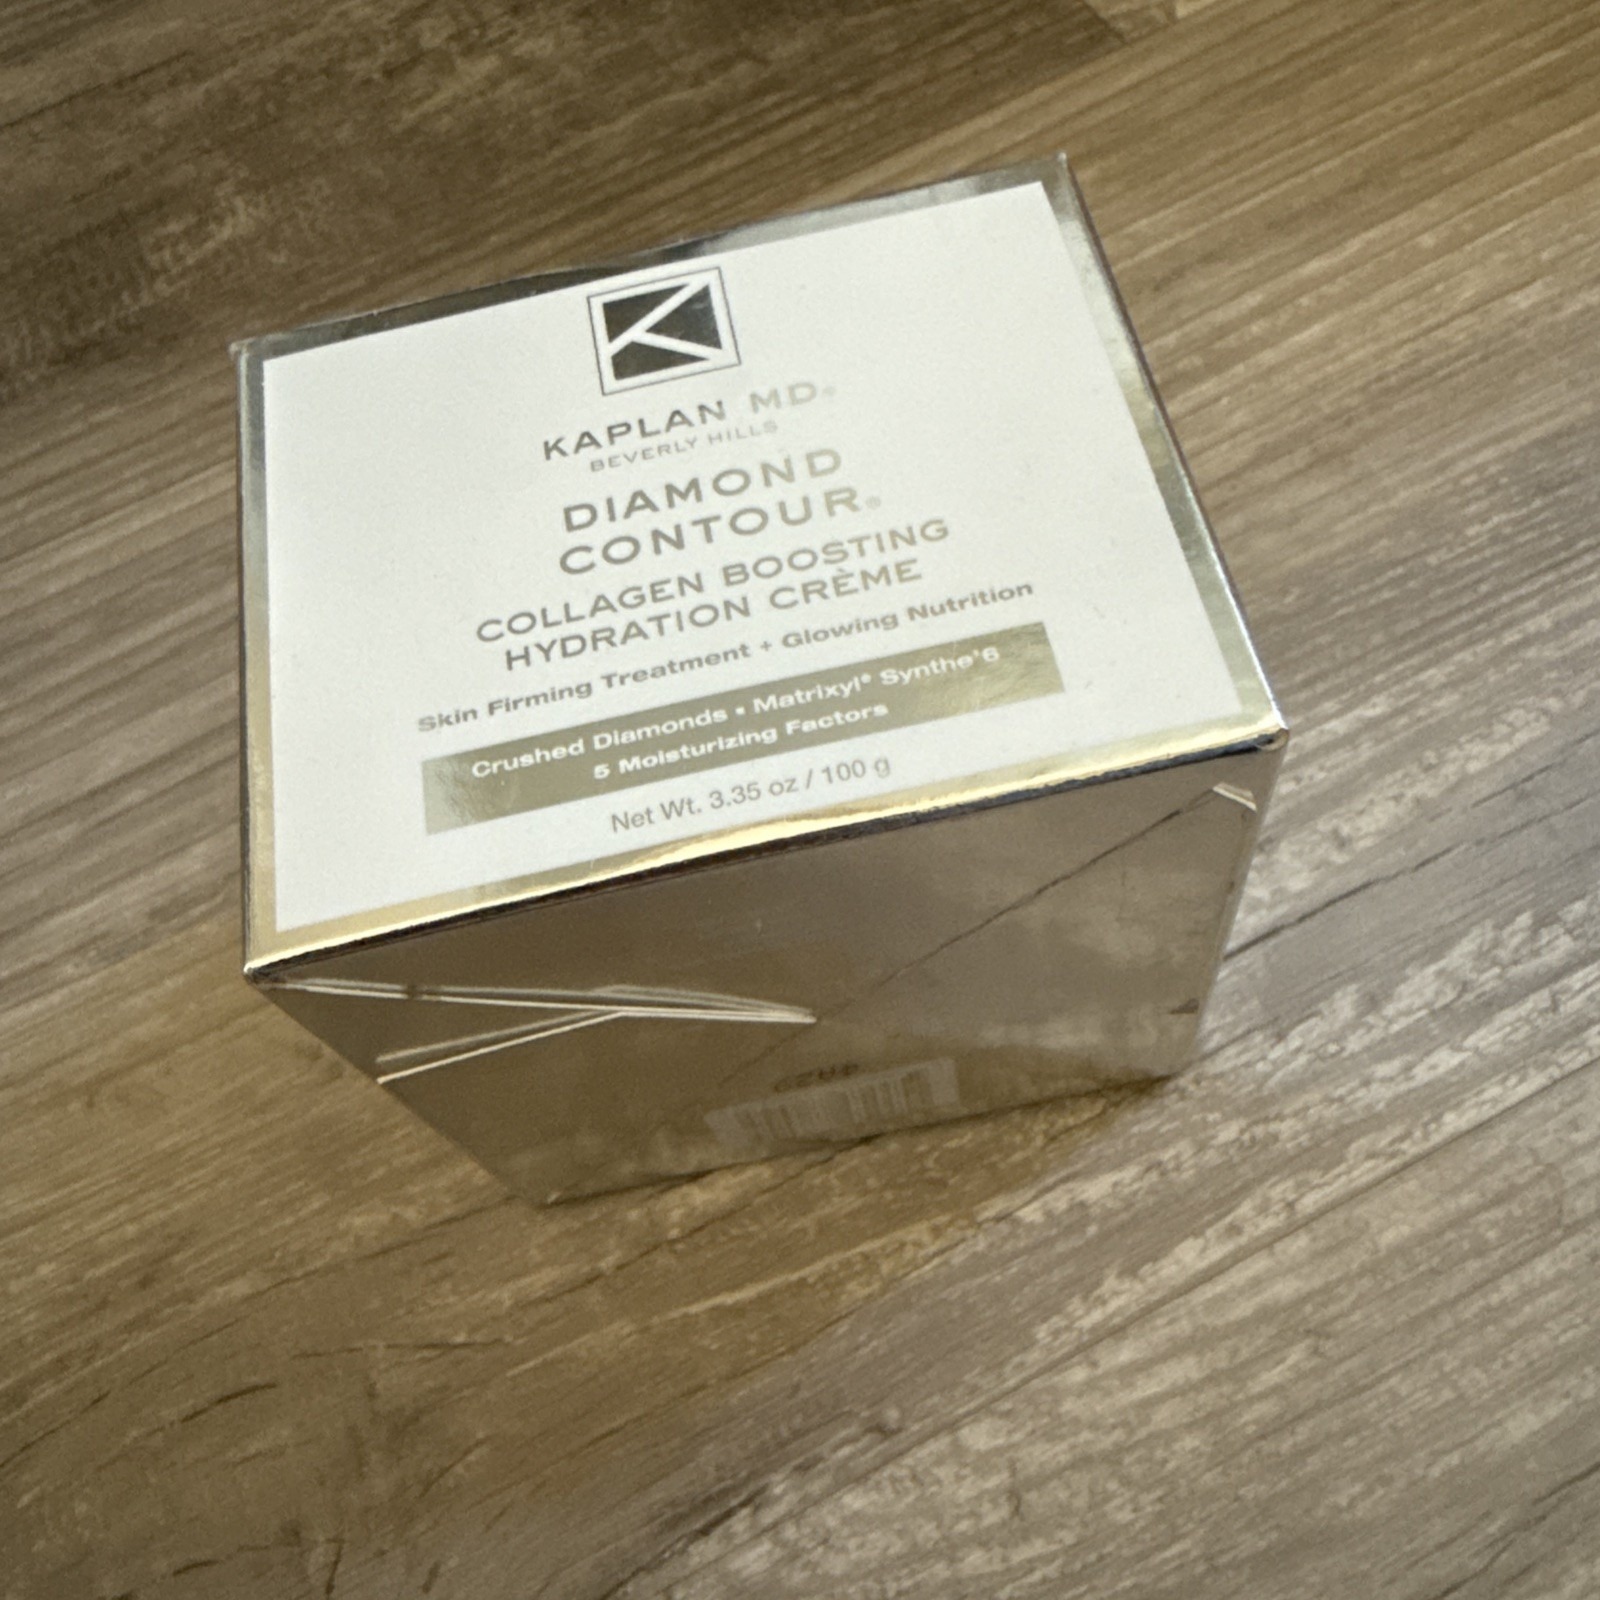 KAPLAN MD®
BEVERLY HILLS
DIAMOND
CONTOUR®
COLLAGEN BOOSTING
HYDRATION CRÈME
Skin Firming Treatment + Glowing Nutrition
Crushed Diamonds • Matrixyl® Synthe'6
5 Moisturizing Factors
Net Wt. 3.35 oz / 100 g